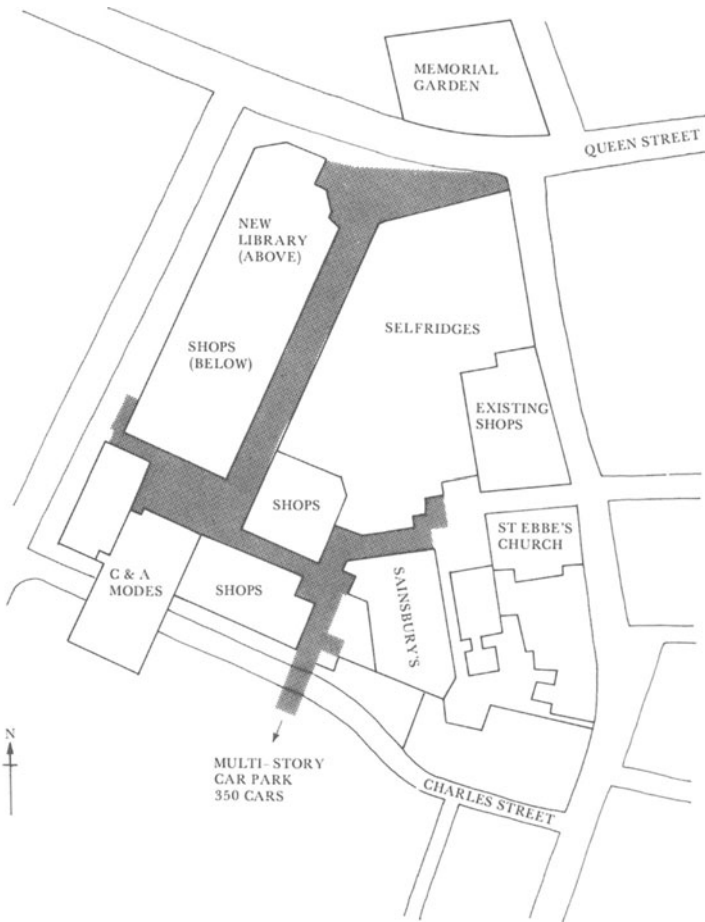 MEMORIAL
GARDEN
QUEEN STREET
NEW
LIBRARY
(ABOVE)
SELFRIDGES
SHOPS
(BELOW)
EXISTING
SHOPS
SHOPS
ST EBBE'S
CHURCH
C & A
MODES
SHOPS
SAINSBURY'S
N
MULTI-STORY
CAR PARK
350 CARS
CHARLES STREET